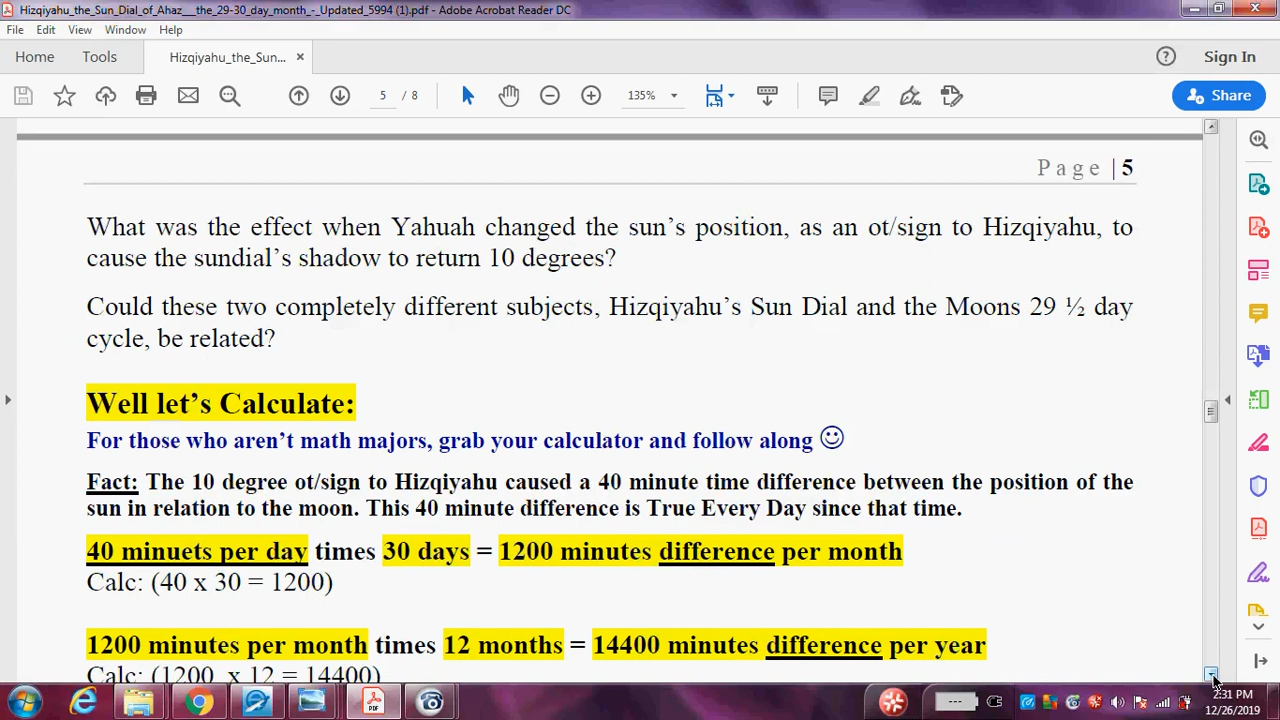 Hizqiyahu_the_Sun_Dial_of_Ahaz___the_29-30_day_month_-_Updated_5994 (1).pdf - Adobe Acrobat Reader DC
File Edit View Window Help
Home Tools Hizqiyahu_the_Sun... × Sign In
5 / 8 135% Share
Page | 5
What was the effect when Yahuah changed the sun’s position, as an ot/sign to Hizqiyahu, to
cause the sundial’s shadow to return 10 degrees?
Could these two completely different subjects, Hizqiyahu’s Sun Dial and the Moons 29 ½ day
cycle, be related?
Well let’s Calculate:
For those who aren’t math majors, grab your calculator and follow along ☺
Fact: The 10 degree ot/sign to Hizqiyahu caused a 40 minute time difference between the position of the
sun in relation to the moon. This 40 minute difference is True Every Day since that time.
40 minuets per day times 30 days = 1200 minutes difference per month
Calc: (40 x 30 = 1200)
1200 minutes per month times 12 months = 14400 minutes difference per year
Calc: (1200 x 12 = 14400)
2:31 PM
12/26/2019